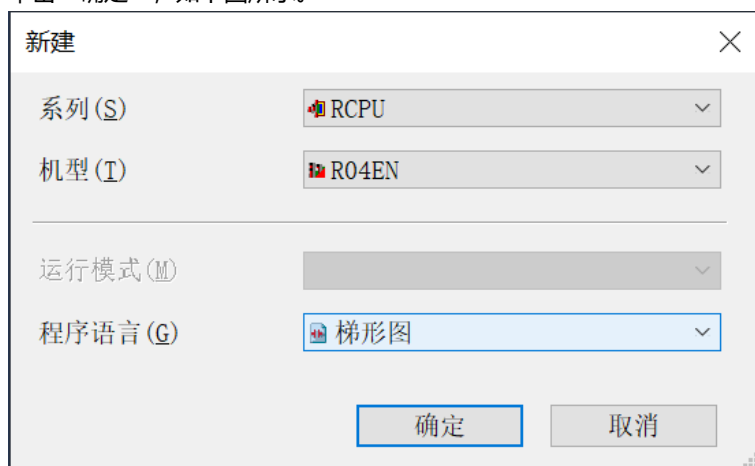 新建
系列(S) RCPU
机型(T) R04EN
运行模式(M)
程序语言(G) 梯形图
确定 取消